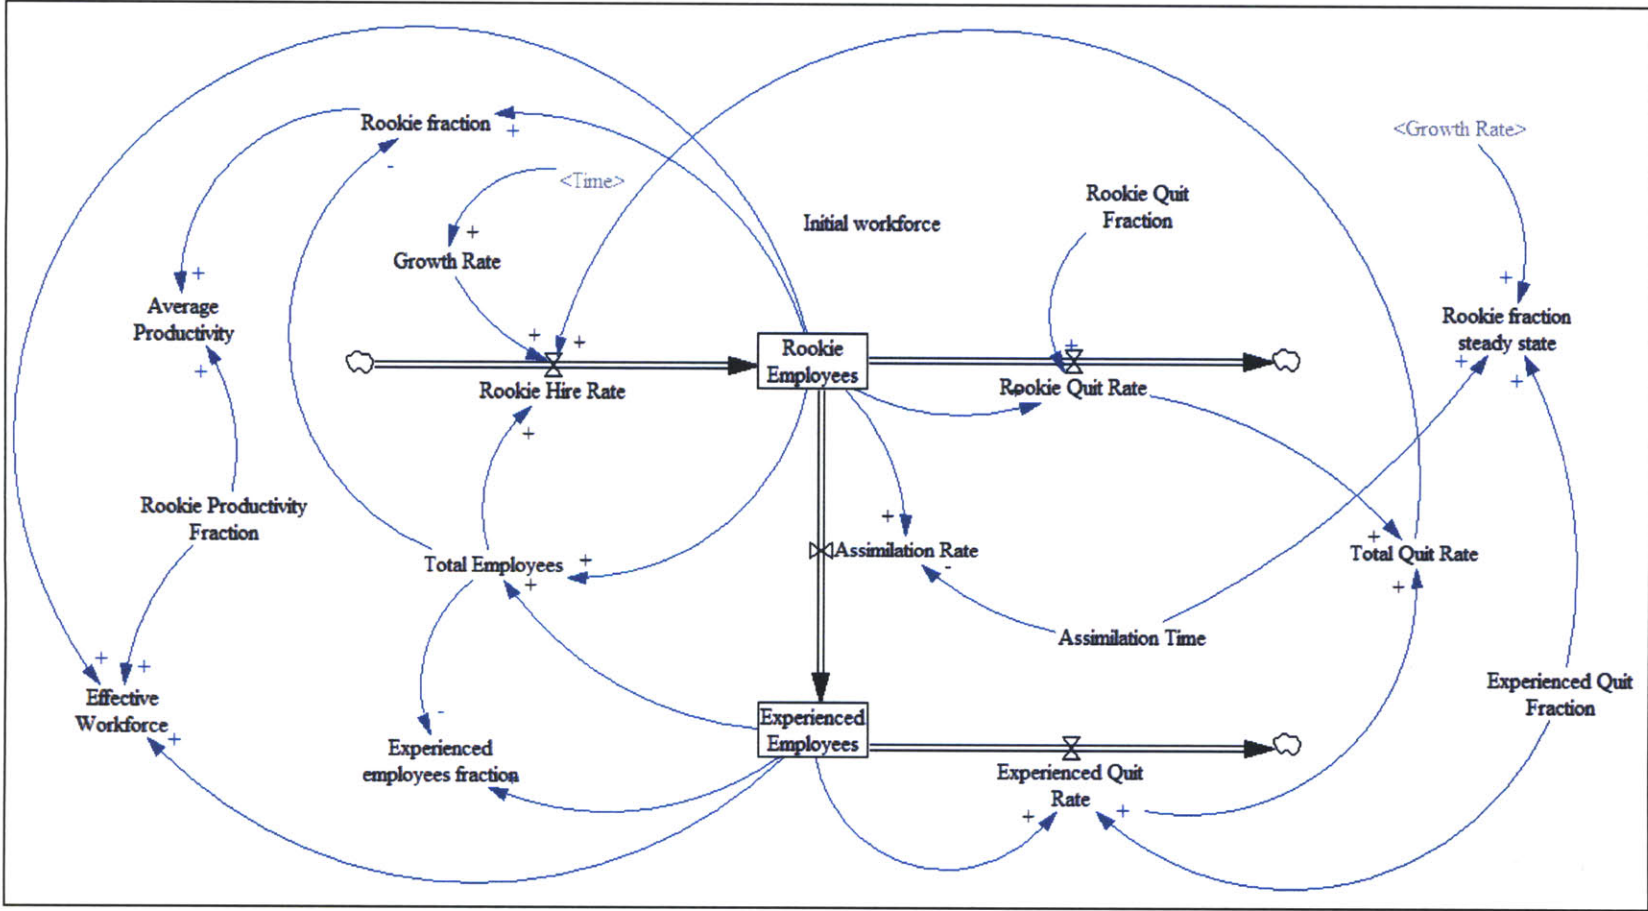 Rookie fraction
+
-
<Time>
+
Growth Rate
<Growth Rate>
Rookie Quit
Fraction
Initial workforce
+
Average
Productivity
+
+
+
Rookie Hire Rate
+
Rookie
Employees
+
Rookie Quit Rate
+
Rookie fraction
steady state
+
+
+
Rookie Productivity
Fraction
Total Employees
+
+
+
Assimilation Rate
-
Assimilation Time
+
Total Quit Rate
+
+
+
Effective
Workforce
+
-
Experienced
employees fraction
Experienced
Employees
Experienced Quit
Rate
+
+
Experienced Quit
Fraction